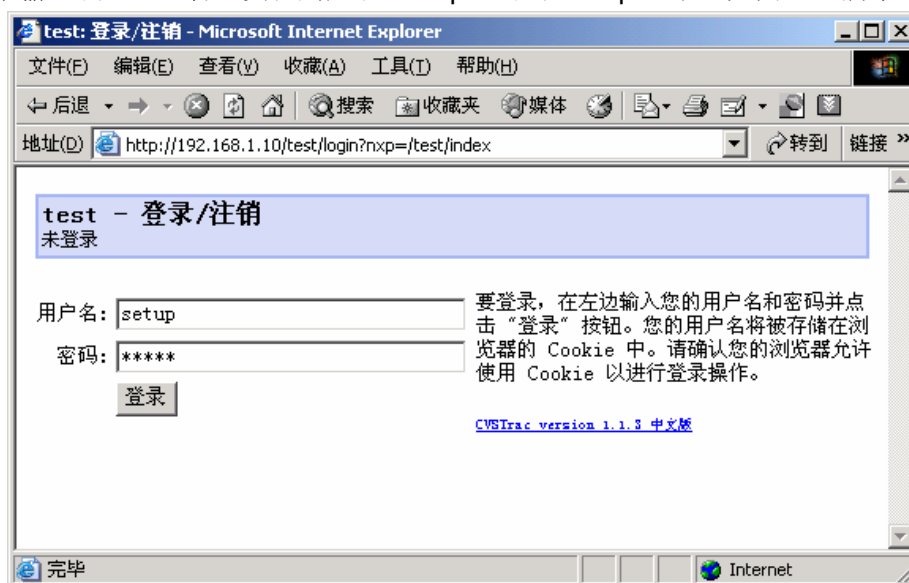 test: 登录/注销 - Microsoft Internet Explorer
文件(F) 编辑(E) 查看(V) 收藏(A) 工具(T) 帮助(H)
后退 搜索 收藏夹 媒体
地址(D) http://192.168.1.10/test/login?nxp=/test/index 转到 链接 »
test - 登录/注销
未登录
用户名: setup
密码: *****
登录
要登录，在左边输入您的用户名和密码并点
击“登录”按钮。您的用户名将被存储在浏
览器的 Cookie 中。请确认您的浏览器允许
使用 Cookie 以进行登录操作。
CVSTrac version 1.1.3 中文版
完毕 Internet